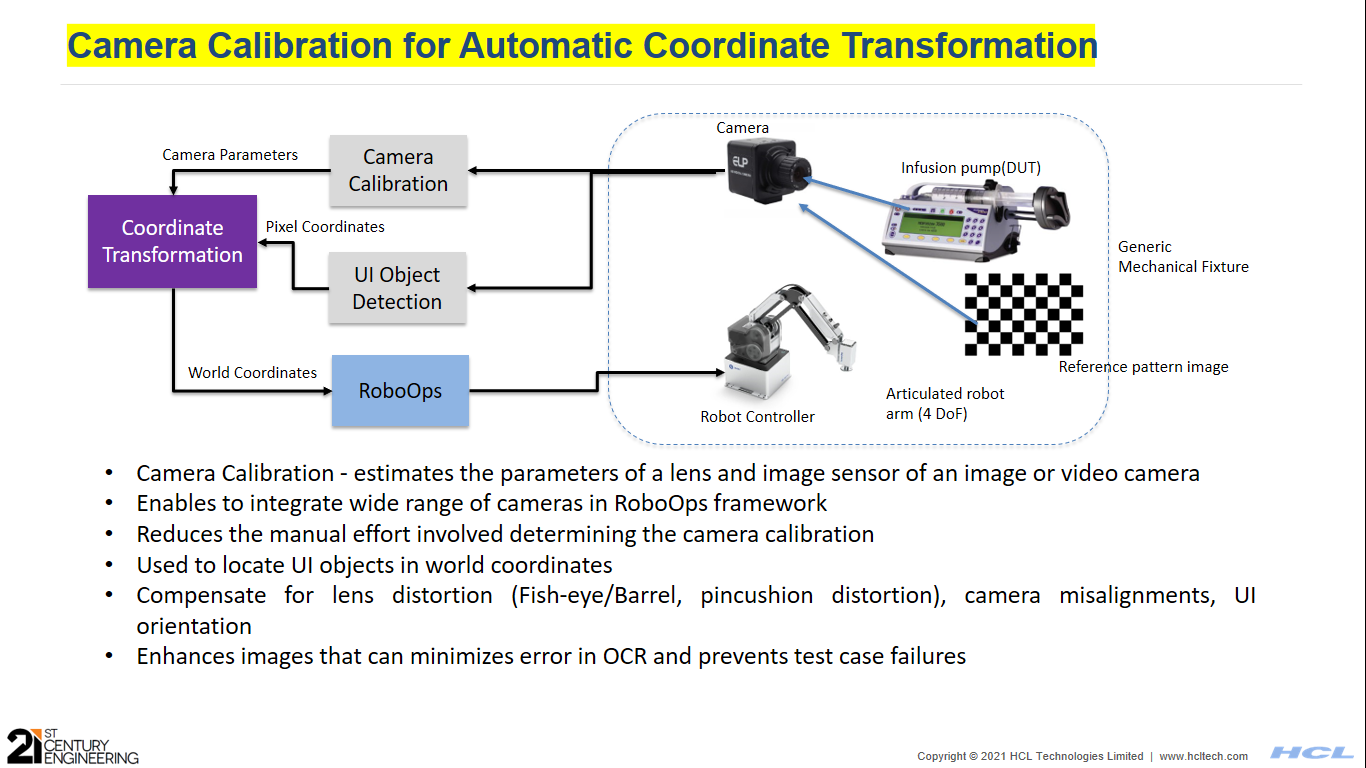 Camera Calibration for Automatic Coordinate Transformation
Camera
Camera Parameters
Camera
Calibration
ELP
Infusion pump(DUT)
Coordinate
Transformation
Pixel Coordinates
UI Object
Detection
Generic
Mechanical Fixture
World Coordinates
RoboOps
Reference pattern image
Robot Controller
Articulated robot
arm (4 DoF)
• Camera Calibration - estimates the parameters of a lens and image sensor of an image or video camera
• Enables to integrate wide range of cameras in RoboOps framework
• Reduces the manual effort involved determining the camera calibration
• Used to locate UI objects in world coordinates
• Compensate for lens distortion (Fish-eye/Barrel, pincushion distortion), camera misalignments, UI
orientation
• Enhances images that can minimizes error in OCR and prevents test case failures
21ST
CENTURY
ENGINEERING
Copyright © 2021 HCL Technologies Limited | www.hcltech.com
HCL